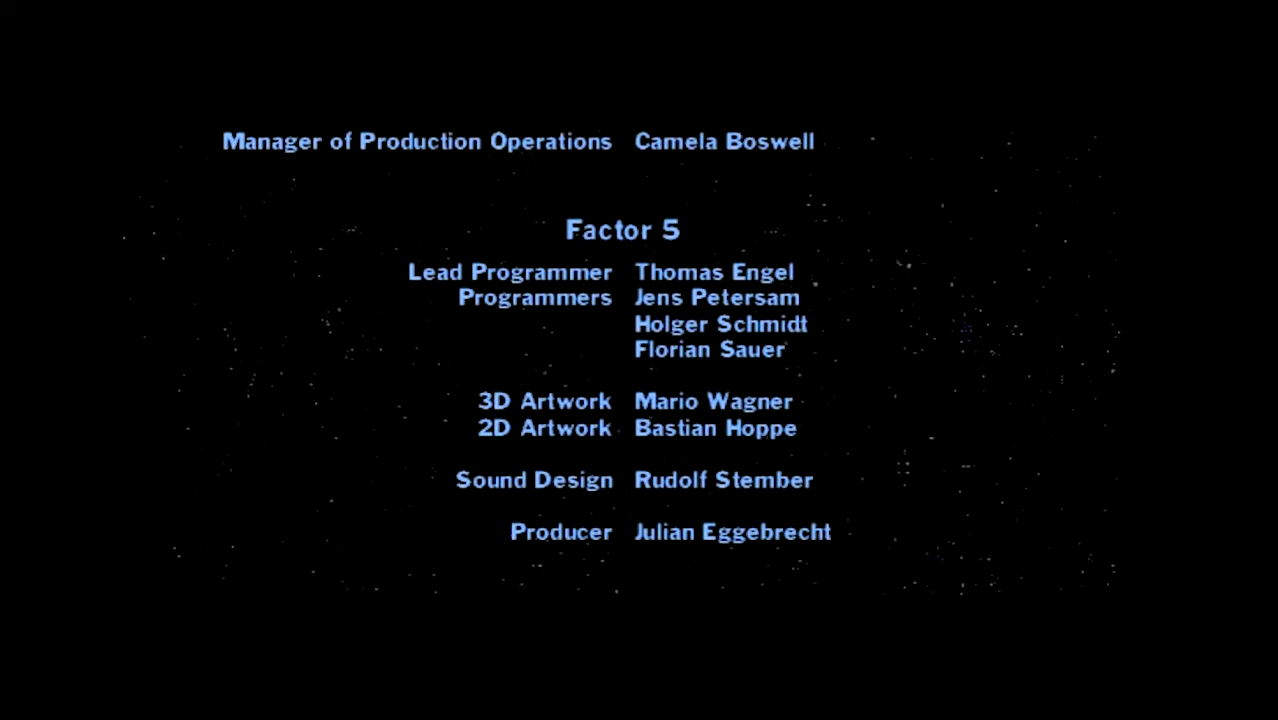 Manager of Production Operations Camela Boswell
Factor 5
Lead Programmer Thomas Engel
Programmers Jens Petersam
Holger Schmidt
Florian Sauer
3D Artwork Mario Wagner
2D Artwork Bastian Hoppe
Sound Design Rudolf Stember
Producer Julian Eggebrecht